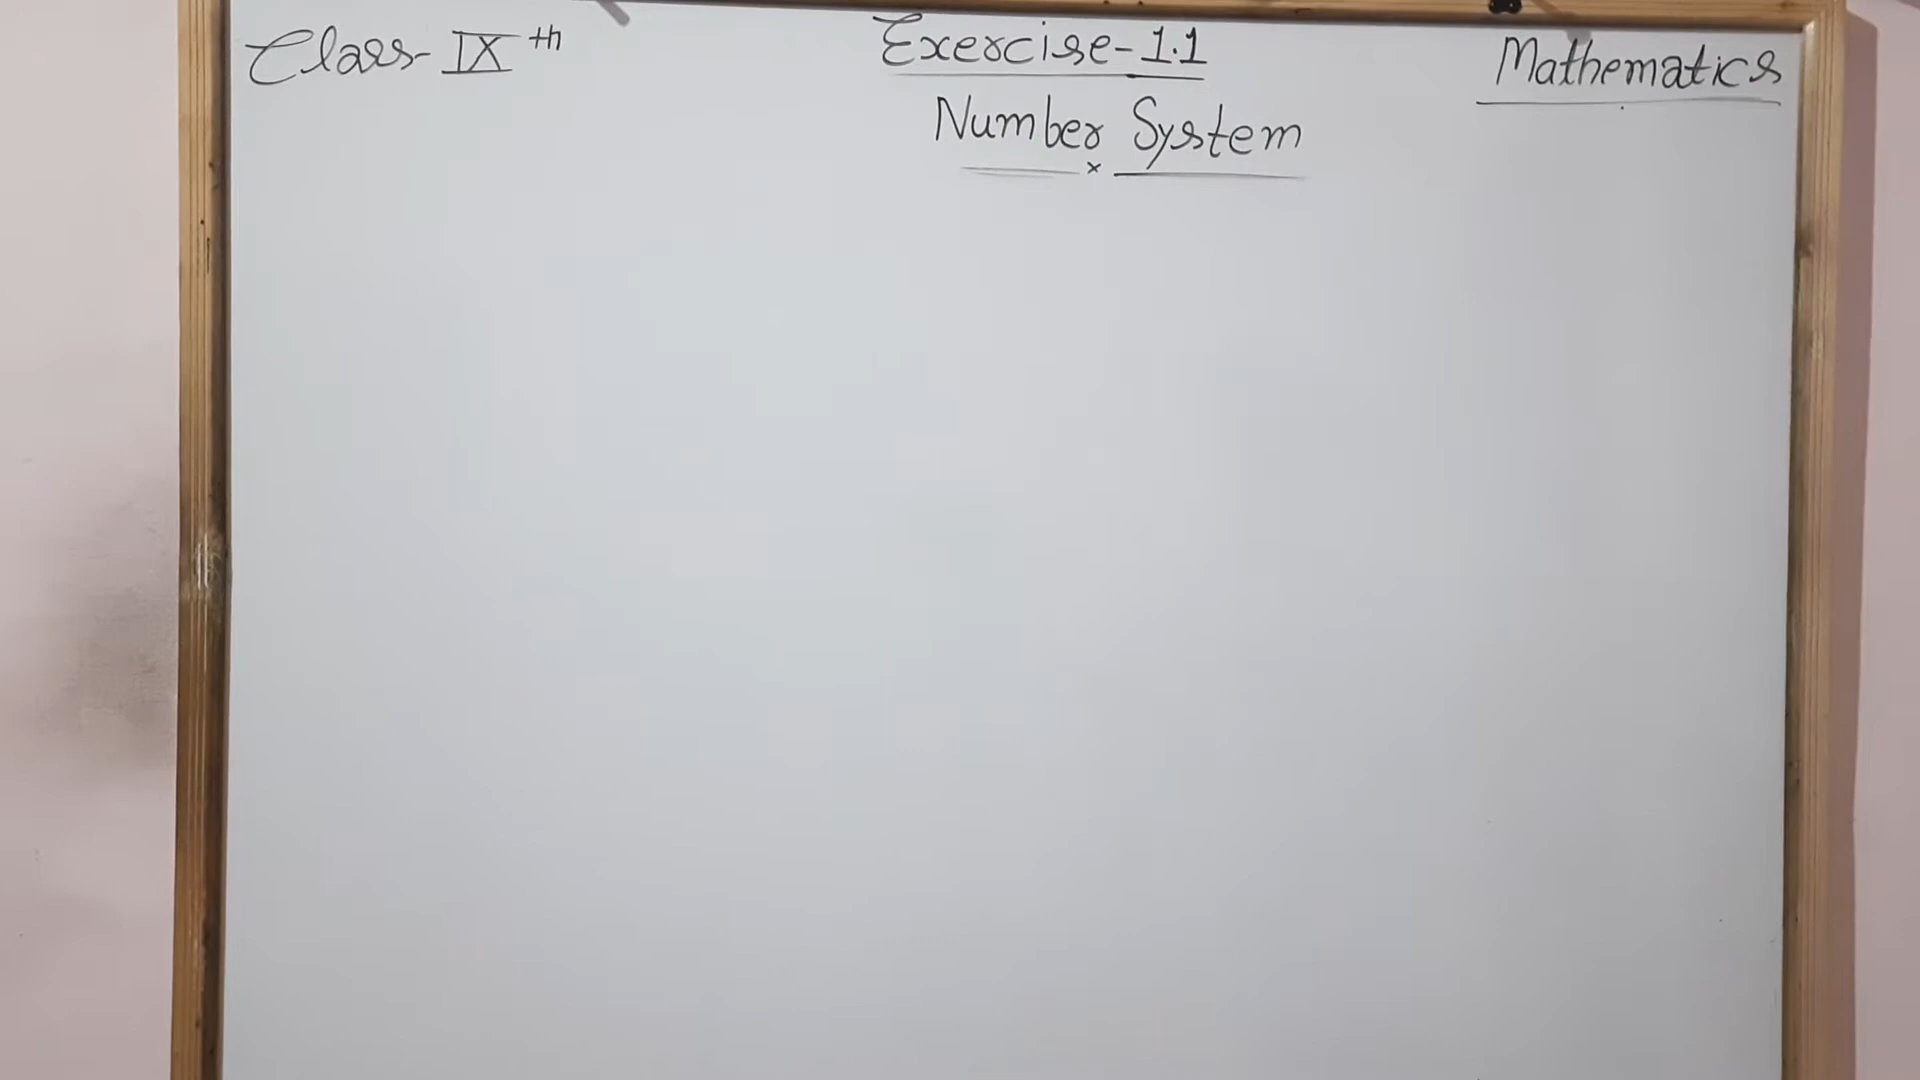 Class- IX th
Exercise-1.1
Mathematics
Number System